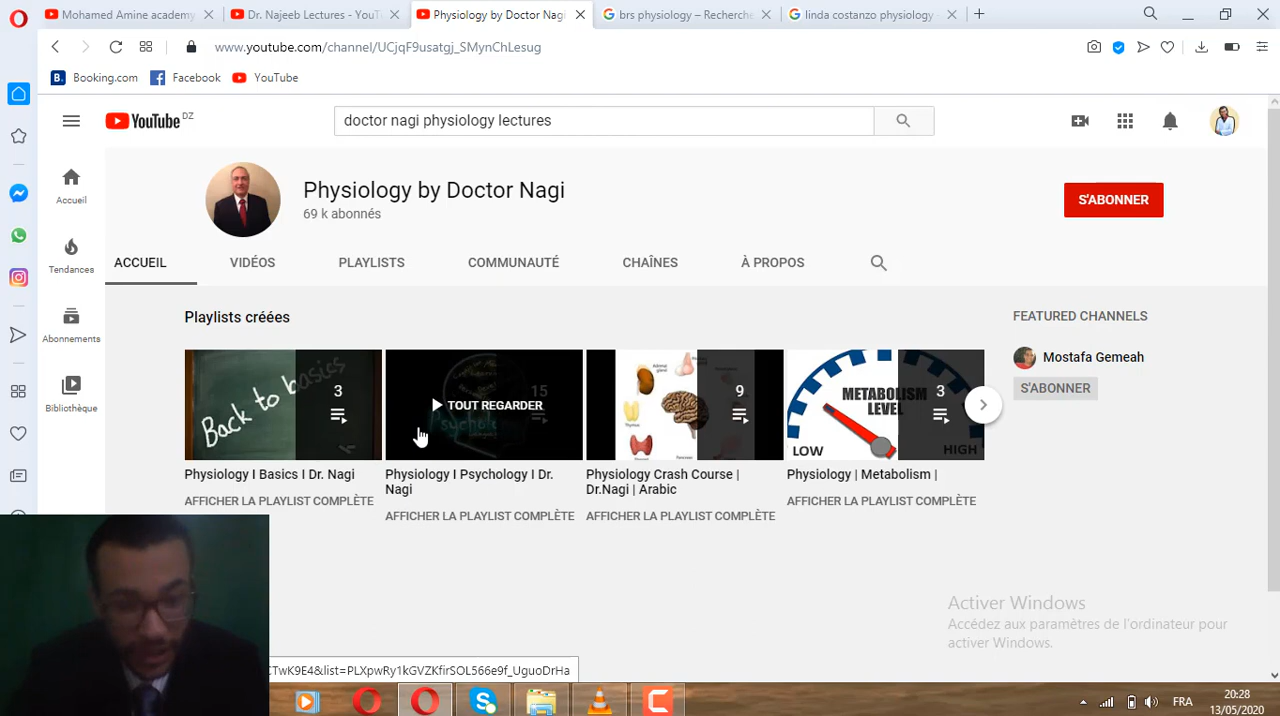 Mohamed Amine academy
Dr. Najeeb Lectures - YouT
Physiology by Doctor Nagi
brs physiology – Recherche
linda costanzo physiology -
www.youtube.com/channel/UCjqF9usatgj_SMynChLesug
Booking.com
Facebook
YouTube
YouTube DZ
doctor nagi physiology lectures
Accueil
Tendances
Abonnements
Bibliothèque
Physiology by Doctor Nagi
69 k abonnés
S'ABONNER
ACCUEIL
VIDÉOS
PLAYLISTS
COMMUNAUTÉ
CHAÎNES
À PROPOS
Playlists créées
Back to basics
3
TOUT REGARDER
15
9
METABOLISM
LEVEL
LOW
HIGH
3
Physiology I Basics I Dr. Nagi
AFFICHER LA PLAYLIST COMPLÈTE
Physiology I Psychology I Dr.
Nagi
AFFICHER LA PLAYLIST COMPLÈTE
Physiology Crash Course |
Dr.Nagi | Arabic
AFFICHER LA PLAYLIST COMPLÈTE
Physiology | Metabolism |
AFFICHER LA PLAYLIST COMPLÈTE
FEATURED CHANNELS
Mostafa Gemeah
S'ABONNER
Activer Windows
Accédez aux paramètres de l'ordinateur pour
activer Windows.
CTwK9E4&list=PLXpwRy1kGVZKfirSOL566e9f_UguoDrHa
FRA
20:28
13/05/2020